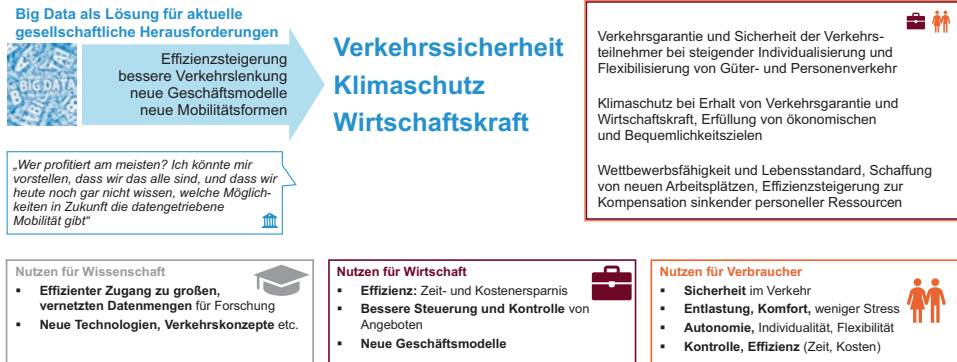 Big Data als Lösung für aktuelle
gesellschaftliche Herausforderungen
BIG DATA
Effizienzsteigerung
bessere Verkehrslenkung
neue Geschäftsmodelle
neue Mobilitätsformen
Verkehrssicherheit
Klimaschutz
Wirtschaftskraft
Verkehrsgarantie und Sicherheit der Verkehrs-
teilnehmer bei steigender Individualisierung und
Flexibilisierung von Güter- und Personenverkehr
Klimaschutz bei Erhalt von Verkehrsgarantie und
Wirtschaftskraft, Erfüllung von ökonomischen
und Bequemlichkeitszielen
Wettbewerbsfähigkeit und Lebensstandard, Schaffung
von neuen Arbeitsplätzen, Effizienzsteigerung zur
Kompensation sinkender personeller Ressourcen
„Wer profitiert am meisten? Ich könnte mir
vorstellen, dass wir das alle sind, und dass wir
heute noch gar nicht wissen, welche Möglich-
keiten in Zukunft die datengetriebene
Mobilität gibt“
Nutzen für Wissenschaft
▪ Effizienter Zugang zu großen,
vernetzten Datenmengen für Forschung
▪ Neue Technologien, Verkehrskonzepte etc.
Nutzen für Wirtschaft
▪ Effizienz: Zeit- und Kostenersparnis
▪ Bessere Steuerung und Kontrolle von
Angeboten
▪ Neue Geschäftsmodelle
Nutzen für Verbraucher
▪ Sicherheit im Verkehr
▪ Entlastung, Komfort, weniger Stress
▪ Autonomie, Individualität, Flexibilität
▪ Kontrolle, Effizienz (Zeit, Kosten)